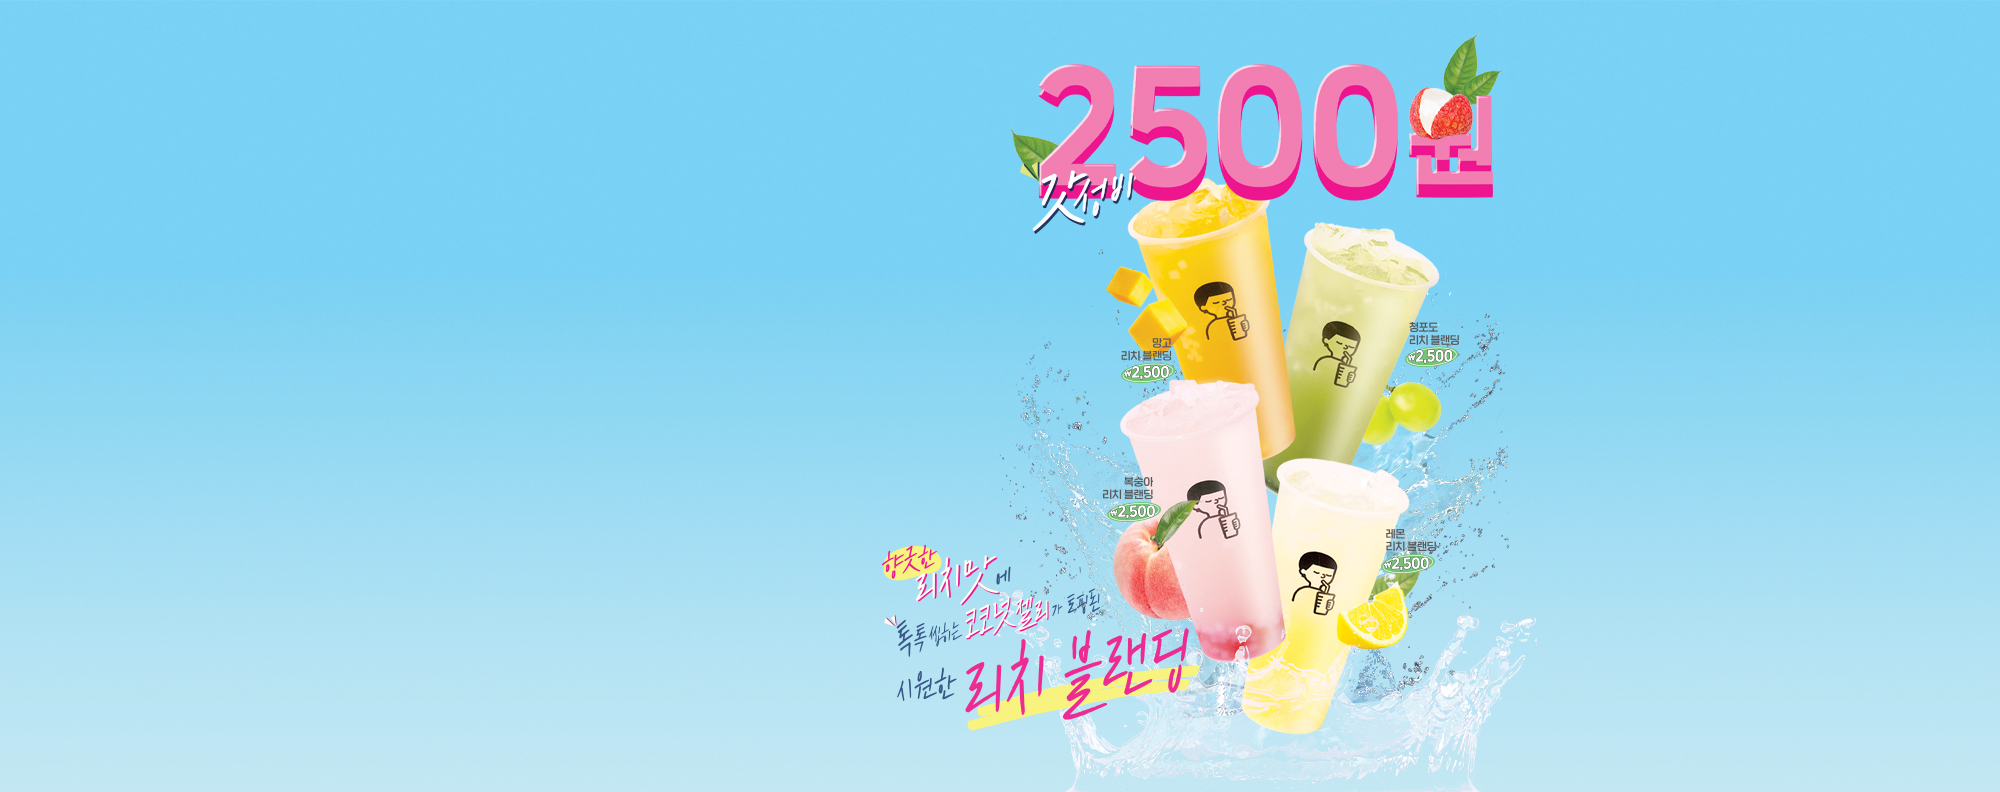 2500원
갓정비
망고
리치 블랜딩
₩2,500
청포도
리치 블랜딩
₩2,500
복숭아
리치 블랜딩
₩2,500
레몬
리치 블랜딩
₩2,500
향긋한
리치맛에
톡톡 씹히는 코코넛젤리가 토핑된
시원한 리치 블랜딩